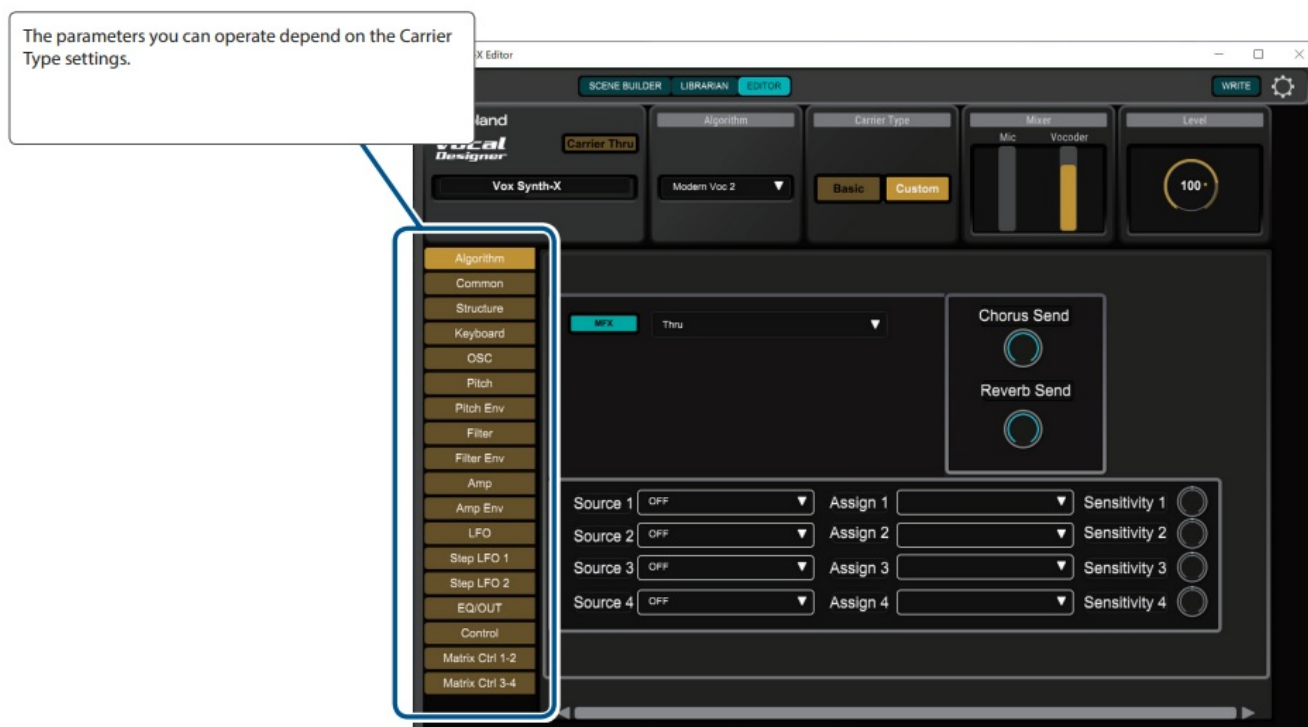 The parameters you can operate depend on the Carrier
Type settings.
X Editor
SCENE BUILDER LIBRARIAN EDITOR WRITE
land
Vocal
Designer
Carrier Thru
Vox Synth-X
Algorithm
Modern Voc 2
Carrier Type
Basic Custom
Mixer
Mic Vocoder
Level
100
Algorithm
Common
Structure
Keyboard
OSC
Pitch
Pitch Env
Filter
Filter Env
Amp
Amp Env
LFO
Step LFO 1
Step LFO 2
EQ/OUT
Control
Matrix Ctrl 1-2
Matrix Ctrl 3-4
MFX Thru
Chorus Send
Reverb Send
Source 1 OFF Assign 1 Sensitivity 1
Source 2 OFF Assign 2 Sensitivity 2
Source 3 OFF Assign 3 Sensitivity 3
Source 4 OFF Assign 4 Sensitivity 4